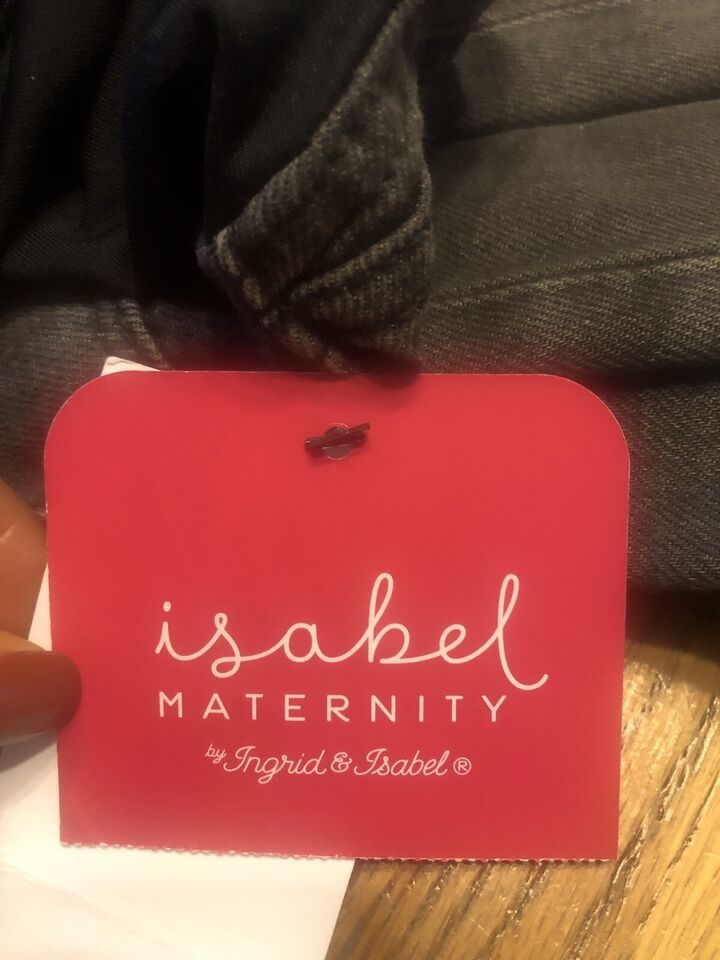 isabel
MATERNITY
by Ingrid & Isabel ®